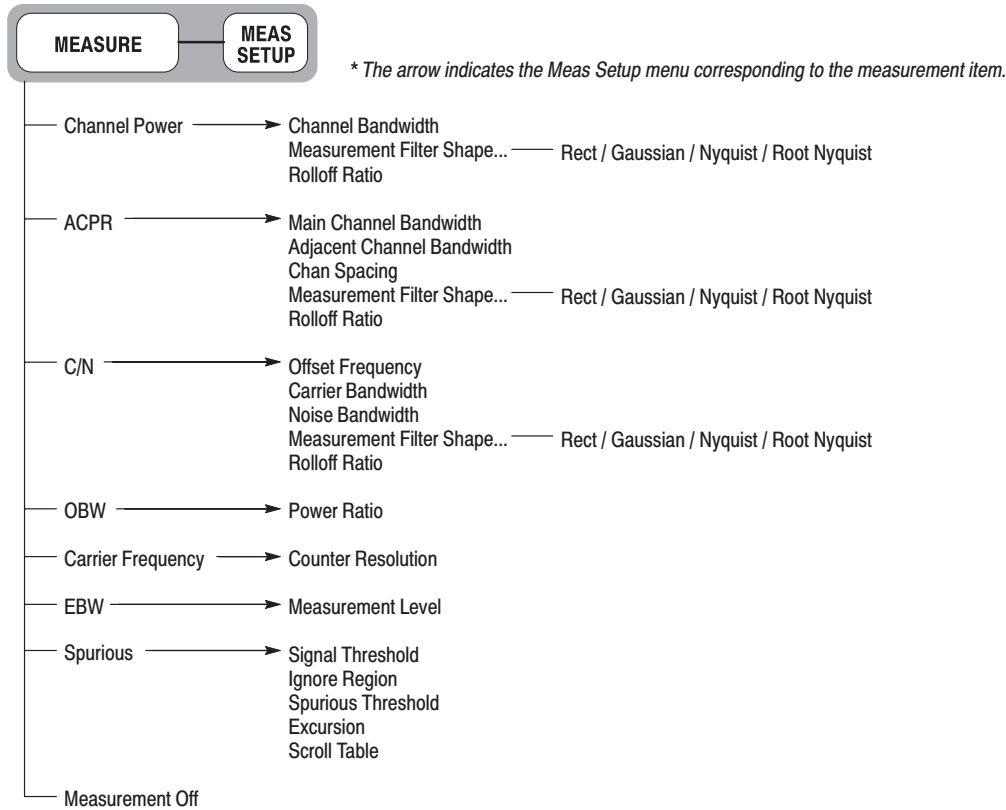 MEASURE
MEAS
SETUP
* The arrow indicates the Meas Setup menu corresponding to the measurement item.
Channel Power
Channel Bandwidth
Measurement Filter Shape... Rect / Gaussian / Nyquist / Root Nyquist
Rolloff Ratio
ACPR
Main Channel Bandwidth
Adjacent Channel Bandwidth
Chan Spacing
Measurement Filter Shape... Rect / Gaussian / Nyquist / Root Nyquist
Rolloff Ratio
C/N
Offset Frequency
Carrier Bandwidth
Noise Bandwidth
Measurement Filter Shape... Rect / Gaussian / Nyquist / Root Nyquist
Rolloff Ratio
OBW
Power Ratio
Carrier Frequency
Counter Resolution
EBW
Measurement Level
Spurious
Signal Threshold
Ignore Region
Spurious Threshold
Excursion
Scroll Table
Measurement Off